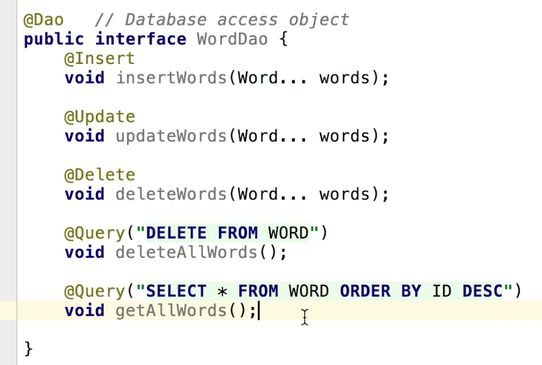 @Dao   // Database access object
public interface WordDao {
    @Insert
    void insertWords(Word... words);

    @Update
    void updateWords(Word... words);

    @Delete
    void deleteWords(Word... words);

    @Query("DELETE FROM WORD")
    void deleteAllWords();

    @Query("SELECT * FROM WORD ORDER BY ID DESC")
    void getAllWords();

}